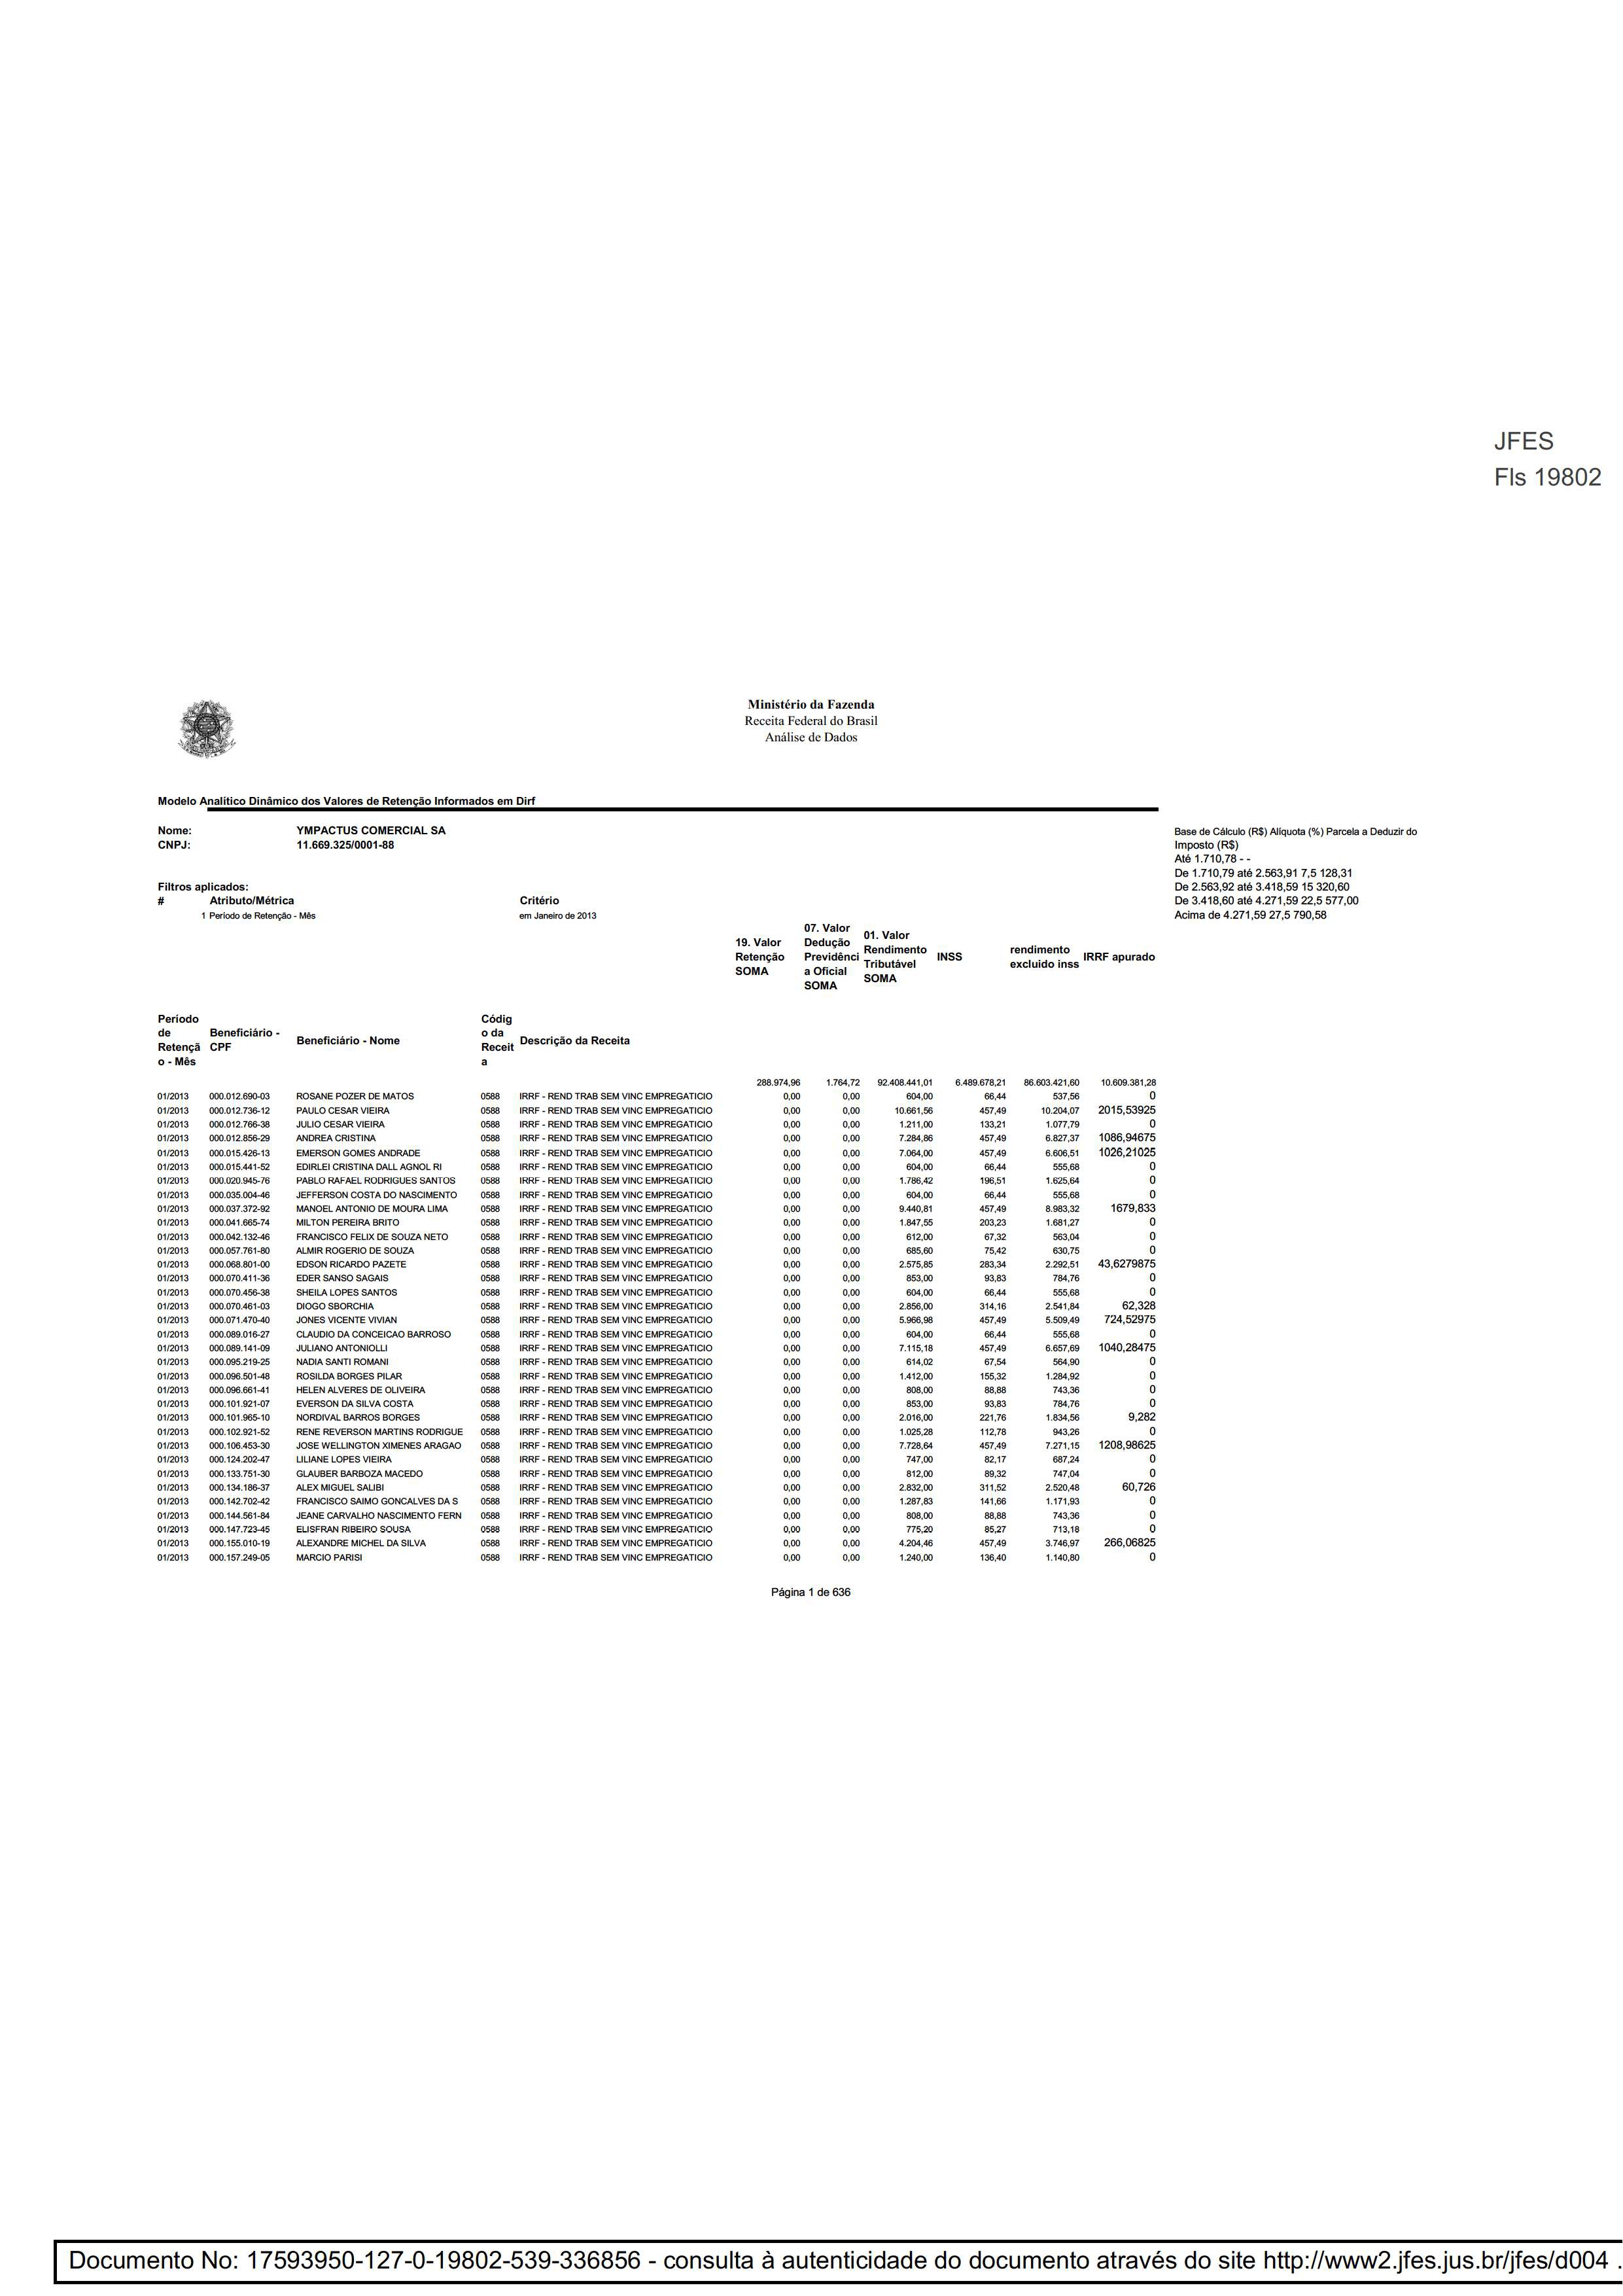 JFES
Fls 19802
Ministério da Fazenda
Receita Federal do Brasil
Análise de Dados
Modelo Analítico Dinâmico dos Valores de Retenção Informados em Dirf
Nome: YMPACTUS COMERCIAL SA
CNPJ: 11.669.325/0001-88
Base de Cálculo (R$) Alíquota (%) Parcela a Deduzir do
Imposto (R$)
Até 1.710,78 - -
De 1.710,79 até 2.563,91 7,5 128,31
De 2.563,92 até 3.418,59 15 320,60
De 3.418,60 até 4.271,59 22,5 577,00
Acima de 4.271,59 27,5 790,58
Filtros aplicados:
# Atributo/Métrica Critério
1 Período de Retenção - Mês em Janeiro de 2013
19. Valor
Retenção
SOMA
07. Valor
Dedução
Previdênci
a Oficial
SOMA
01. Valor
Rendimento
Tributável
SOMA
INSS
rendimento
excluido inss
IRRF apurado
Período
de
Retençã
o - Mês
Beneficiário -
CPF
Beneficiário - Nome
Códig
o da
Receit
a
Descrição da Receita
288.974,96 1.764,72 92.408.441,01 6.489.678,21 86.603.421,60 10.609.381,28
01/2013 000.012.690-03 ROSANE POZER DE MATOS 0588 IRRF - REND TRAB SEM VINC EMPREGATICIO 0,00 0,00 604,00 66,44 537,56 0
01/2013 000.012.736-12 PAULO CESAR VIEIRA 0588 IRRF - REND TRAB SEM VINC EMPREGATICIO 0,00 0,00 10.661,56 457,49 10.204,07 2015,53925
01/2013 000.012.766-38 JULIO CESAR VIEIRA 0588 IRRF - REND TRAB SEM VINC EMPREGATICIO 0,00 0,00 1.211,00 133,21 1.077,79 0
01/2013 000.012.856-29 ANDREA CRISTINA 0588 IRRF - REND TRAB SEM VINC EMPREGATICIO 0,00 0,00 7.284,86 457,49 6.827,37 1086,94675
01/2013 000.015.426-13 EMERSON GOMES ANDRADE 0588 IRRF - REND TRAB SEM VINC EMPREGATICIO 0,00 0,00 7.064,00 457,49 6.606,51 1026,21025
01/2013 000.015.441-52 EDIRLEI CRISTINA DALL AGNOL RI 0588 IRRF - REND TRAB SEM VINC EMPREGATICIO 0,00 0,00 604,00 66,44 555,68 0
01/2013 000.020.945-76 PABLO RAFAEL RODRIGUES SANTOS 0588 IRRF - REND TRAB SEM VINC EMPREGATICIO 0,00 0,00 1.786,42 196,51 1.625,64 0
01/2013 000.035.004-46 JEFFERSON COSTA DO NASCIMENTO 0588 IRRF - REND TRAB SEM VINC EMPREGATICIO 0,00 0,00 604,00 66,44 555,68 0
01/2013 000.037.372-92 MANOEL ANTONIO DE MOURA LIMA 0588 IRRF - REND TRAB SEM VINC EMPREGATICIO 0,00 0,00 9.440,81 457,49 8.983,32 1679,833
01/2013 000.041.665-74 MILTON PEREIRA BRITO 0588 IRRF - REND TRAB SEM VINC EMPREGATICIO 0,00 0,00 1.847,55 203,23 1.681,27 0
01/2013 000.042.132-46 FRANCISCO FELIX DE SOUZA NETO 0588 IRRF - REND TRAB SEM VINC EMPREGATICIO 0,00 0,00 612,00 67,32 563,04 0
01/2013 000.057.761-80 ALMIR ROGERIO DE SOUZA 0588 IRRF - REND TRAB SEM VINC EMPREGATICIO 0,00 0,00 685,60 75,42 630,75 0
01/2013 000.068.801-00 EDSON RICARDO PAZETE 0588 IRRF - REND TRAB SEM VINC EMPREGATICIO 0,00 0,00 2.575,85 283,34 2.292,51 43,6279875
01/2013 000.070.411-36 EDER SANSO SAGAIS 0588 IRRF - REND TRAB SEM VINC EMPREGATICIO 0,00 0,00 853,00 93,83 784,76 0
01/2013 000.070.456-38 SHEILA LOPES SANTOS 0588 IRRF - REND TRAB SEM VINC EMPREGATICIO 0,00 0,00 604,00 66,44 555,68 0
01/2013 000.070.461-03 DIOGO SBORCHIA 0588 IRRF - REND TRAB SEM VINC EMPREGATICIO 0,00 0,00 2.856,00 314,16 2.541,84 62,328
01/2013 000.071.470-40 JONES VICENTE VIVIAN 0588 IRRF - REND TRAB SEM VINC EMPREGATICIO 0,00 0,00 5.966,98 457,49 5.509,49 724,52975
01/2013 000.089.016-27 CLAUDIO DA CONCEICAO BARROSO 0588 IRRF - REND TRAB SEM VINC EMPREGATICIO 0,00 0,00 604,00 66,44 555,68 0
01/2013 000.089.141-09 JULIANO ANTONIOLLI 0588 IRRF - REND TRAB SEM VINC EMPREGATICIO 0,00 0,00 7.115,18 457,49 6.657,69 1040,28475
01/2013 000.095.219-25 NADIA SANTI ROMANI 0588 IRRF - REND TRAB SEM VINC EMPREGATICIO 0,00 0,00 614,02 67,54 564,90 0
01/2013 000.096.501-48 ROSILDA BORGES PILAR 0588 IRRF - REND TRAB SEM VINC EMPREGATICIO 0,00 0,00 1.412,00 155,32 1.284,92 0
01/2013 000.096.661-41 HELEN ALVERES DE OLIVEIRA 0588 IRRF - REND TRAB SEM VINC EMPREGATICIO 0,00 0,00 808,00 88,88 743,36 0
01/2013 000.101.921-07 EVERSON DA SILVA COSTA 0588 IRRF - REND TRAB SEM VINC EMPREGATICIO 0,00 0,00 853,00 93,83 784,76 0
01/2013 000.101.965-10 NORDIVAL BARROS BORGES 0588 IRRF - REND TRAB SEM VINC EMPREGATICIO 0,00 0,00 2.016,00 221,76 1.834,56 9,282
01/2013 000.102.921-52 RENE REVERSON MARTINS RODRIGUE 0588 IRRF - REND TRAB SEM VINC EMPREGATICIO 0,00 0,00 1.025,28 112,78 943,26 0
01/2013 000.106.453-30 JOSE WELLINGTON XIMENES ARAGAO 0588 IRRF - REND TRAB SEM VINC EMPREGATICIO 0,00 0,00 7.728,64 457,49 7.271,15 1208,98625
01/2013 000.124.202-47 LILIANE LOPES VIEIRA 0588 IRRF - REND TRAB SEM VINC EMPREGATICIO 0,00 0,00 747,00 82,17 687,24 0
01/2013 000.133.751-30 GLAUBER BARBOZA MACEDO 0588 IRRF - REND TRAB SEM VINC EMPREGATICIO 0,00 0,00 812,00 89,32 747,04 0
01/2013 000.134.186-37 ALEX MIGUEL SALIBI 0588 IRRF - REND TRAB SEM VINC EMPREGATICIO 0,00 0,00 2.832,00 311,52 2.520,48 60,726
01/2013 000.142.702-42 FRANCISCO SAIMO GONCALVES DA S 0588 IRRF - REND TRAB SEM VINC EMPREGATICIO 0,00 0,00 1.287,83 141,66 1.171,93 0
01/2013 000.144.561-84 JEANE CARVALHO NASCIMENTO FERN 0588 IRRF - REND TRAB SEM VINC EMPREGATICIO 0,00 0,00 808,00 88,88 743,36 0
01/2013 000.147.723-45 ELISFRAN RIBEIRO SOUSA 0588 IRRF - REND TRAB SEM VINC EMPREGATICIO 0,00 0,00 775,20 85,27 713,18 0
01/2013 000.155.010-19 ALEXANDRE MICHEL DA SILVA 0588 IRRF - REND TRAB SEM VINC EMPREGATICIO 0,00 0,00 4.204,46 457,49 3.746,97 266,06825
01/2013 000.157.249-05 MARCIO PARISI 0588 IRRF - REND TRAB SEM VINC EMPREGATICIO 0,00 0,00 1.240,00 136,40 1.140,80 0
Página 1 de 636
Documento No: 17593950-127-0-19802-539-336856 - consulta à autenticidade do documento através do site http://www2.jfes.jus.br/jfes/d004 .